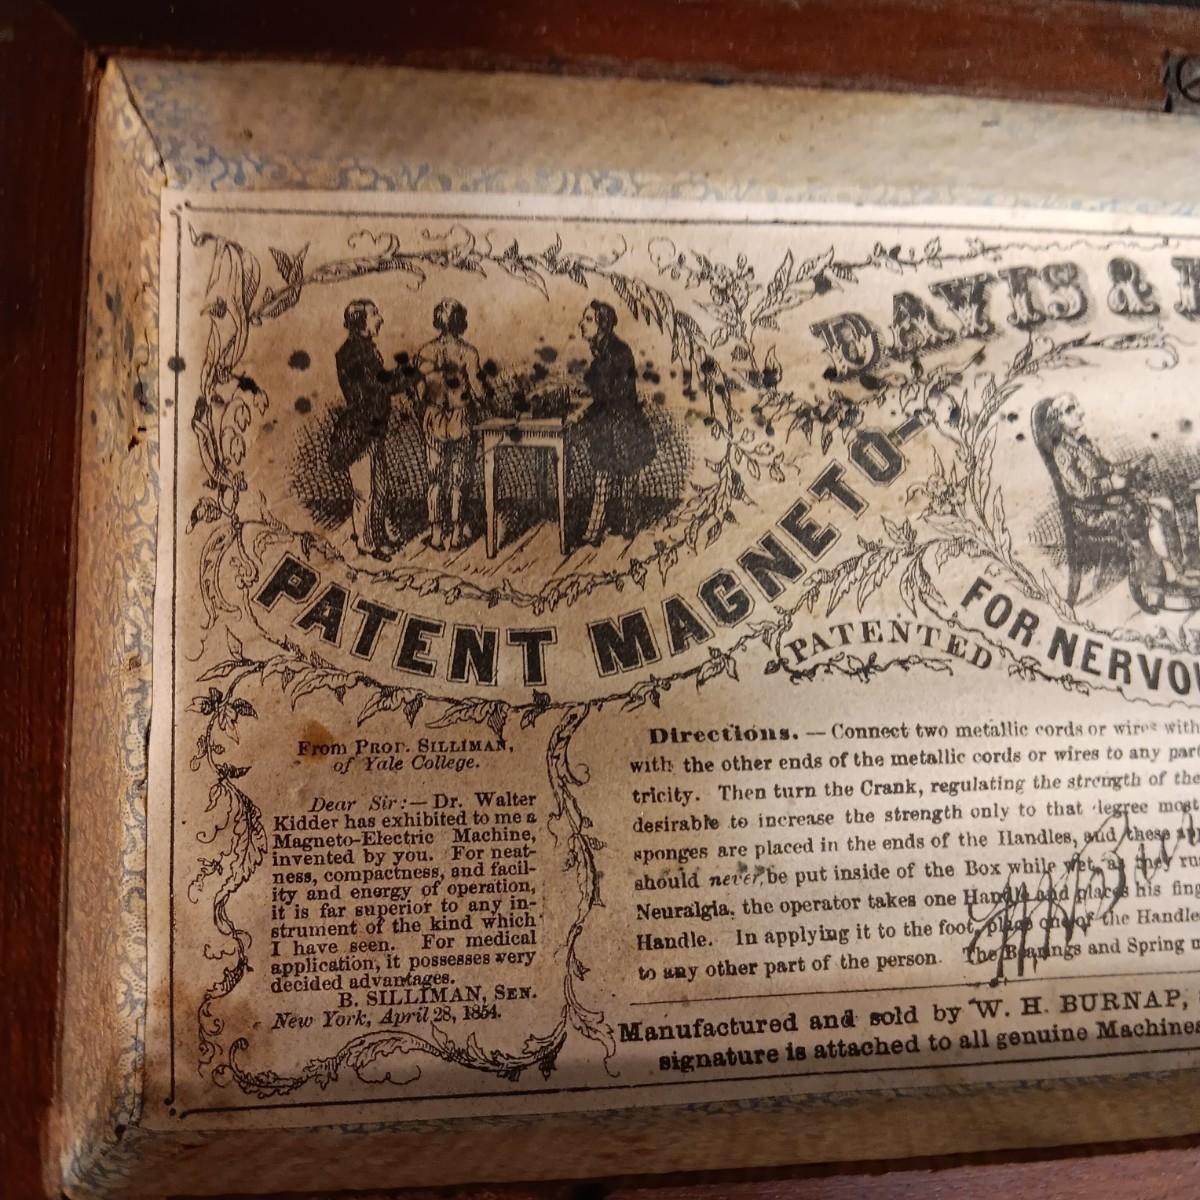 DAVIS &
PATENT MAGNETO-
PATENTED
FOR NERVOU
From PROF. SILLIMAN,
of Yale College.
Dear Sir:— Dr. Walter
Kidder has exhibited to me a
Magneto-Electric Machine,
invented by you. For neat-
ness, compactness, and facil-
ity and energy of operation,
it is far superior to any in-
strument of the kind which
I have seen. For medical
application, it possesses very
decided advantages.
B. SILLIMAN, SEN.
New York, April 28, 1854.
Directions. — Connect two metallic cords or wires with
with the other ends of the metallic cords or wires to any part
tricity. Then turn the Crank, regulating the strength of the
desirable to increase the strength only to that degree most
sponges are placed in the ends of the Handles, and these
should never be put inside of the Box while wet, as they
Neuralgia, the operator takes one Handle and places his
Handle. In applying it to the foot, place one of the Handle
to any other part of the person. The Bearings and Spring
Manufactured and sold by W. H. BURNAP,
signature is attached to all genuine Machines